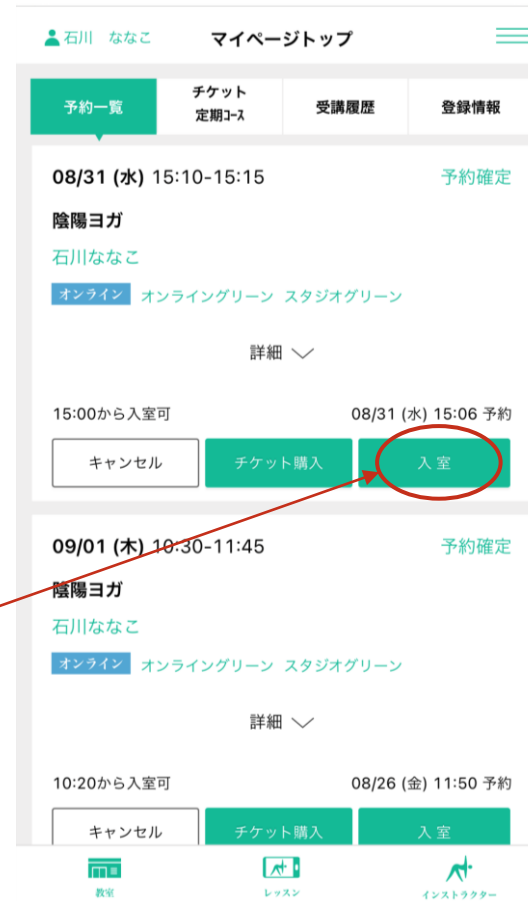 石川 ななこ マイページトップ
予約一覧 チケット 定期コース 受講履歴 登録情報
08/31 (水) 15:10-15:15 予約確定
陰陽ヨガ
石川ななこ
オンライン オンライングリーン スタジオグリーン
詳細
15:00から入室可 08/31 (水) 15:06 予約
キャンセル チケット購入 入室
09/01 (木) 10:30-11:45 予約確定
陰陽ヨガ
石川ななこ
オンライン オンライングリーン スタジオグリーン
詳細
10:20から入室可 08/26 (金) 11:50 予約
キャンセル チケット購入 入室
教室 レッスン インストラクター